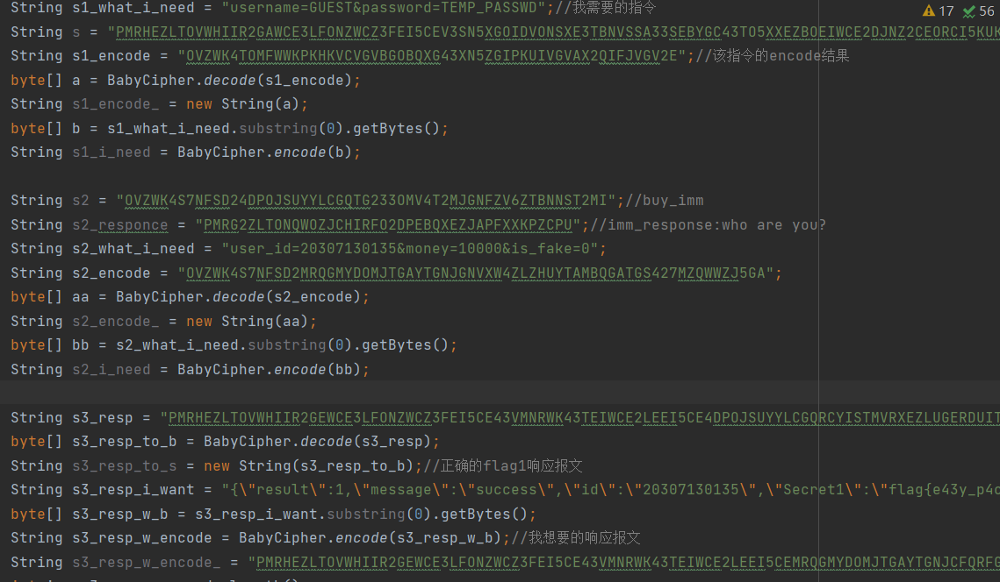 17 56
String s1_what_i_need = "username=GUEST&password=TEMP_PASSWD";//我需要的指令
String s = "PMRHEZLTOVWHIIR2GAWCE3LFONZWCZ3FEI5CEV3SN5XXGOIDVONSXE3TBNVSSA33SEBYGC43TO5XXEZBOEIWCE2DJNZ2CEORCI5KUK
String s1_encode = "OVZWK4TOMFWWKPKHKVCVGVBGOBQXG43XN5ZGIPKUIVGVAX2QIFJVGV2E";//该指令的encode结果
byte[] a = BabyCipher.decode(s1_encode);
String s1_encode_ = new String(a);
byte[] b = s1_what_i_need.substring(0).getBytes();
String s1_i_need = BabyCipher.encode(b);
String s2 = "OVZWK4S7NFSD24DPOJSUYYLCGQTG233OMV4T2MJGNFZV6ZTBNNST2MI";//buy_imm
String s2_responce = "PMRG2ZLTONQWOZJCHIRFO2DPEBQXEZJAPFXXKPZCPU";//imm_response:who are you?
String s2_what_i_need = "user_id=20307130135&money=10000&is_fake=0";
String s2_encode = "OVZWK4S7NFSD2MRQGMYDOMJTGAYTGNJGNVXW4ZLZHUYTAMBQGATGS427MZQWWZJ5GA";
byte[] aa = BabyCipher.decode(s2_encode);
String s2_encode_ = new String(aa);
byte[] bb = s2_what_i_need.substring(0).getBytes();
String s2_i_need = BabyCipher.encode(bb);
String s3_resp = "PMRHEZLTOVWHIIR2GEWCE3LFONZWCZ3FEI5CE43VMNRWK43TEIWCE2LEEI5CE4DPOJSUYYLCGQRCYISTMVRXEZLUGERDUIT
byte[] s3_resp_to_b = BabyCipher.decode(s3_resp);
String s3_resp_to_s = new String(s3_resp_to_b);//正确的flag1响应报文
String s3_resp_i_want = "{\"result\":1,\"message\":\"success\",\"id\":\"20307130135\",\"Secret1\":\"flag{e43y_p4c
byte[] s3_resp_w_b = s3_resp_i_want.substring(0).getBytes();
String s3_resp_w_encode = BabyCipher.encode(s3_resp_w_b);//我想要的响应报文
String s3_resp_w_encode_ = "PMRHEZLTOVWHIIR2GEWCE3LFONZWCZ3FEI5CE43VMNRWK43TEIWCE2LEEI5CEMRQGMYDOMJTGAYTGNJCFQRFG